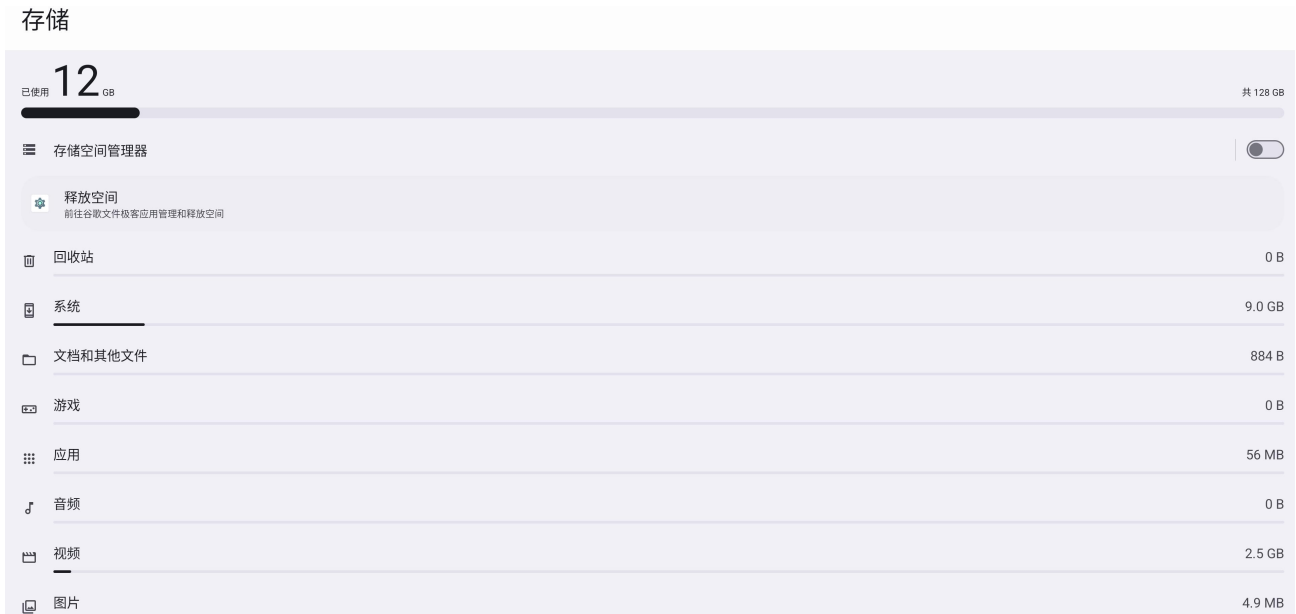 存储
已使用 12 GB 共 128 GB
存储空间管理器
释放空间
前往谷歌文件极客应用管理和释放空间
回收站 0 B
系统 9.0 GB
文档和其他文件 884 B
游戏 0 B
应用 56 MB
音频 0 B
视频 2.5 GB
图片 4.9 MB